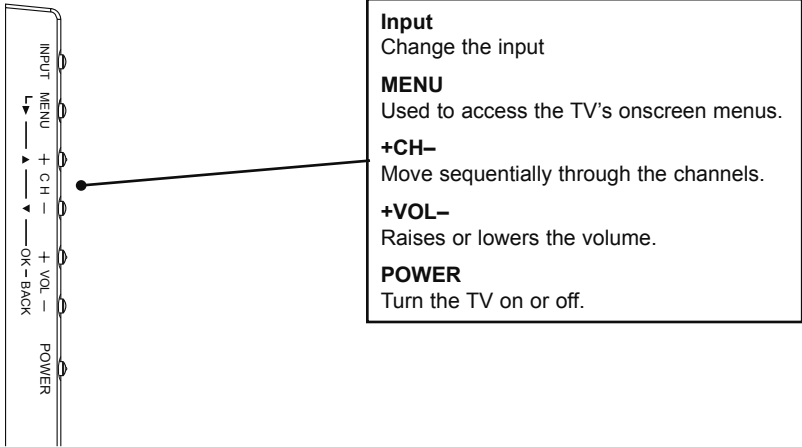 INPUT MENU + CH – + VOL – POWER
OK – BACK
Input
Change the input
MENU
Used to access the TV's onscreen menus.
+CH–
Move sequentially through the channels.
+VOL–
Raises or lowers the volume.
POWER
Turn the TV on or off.